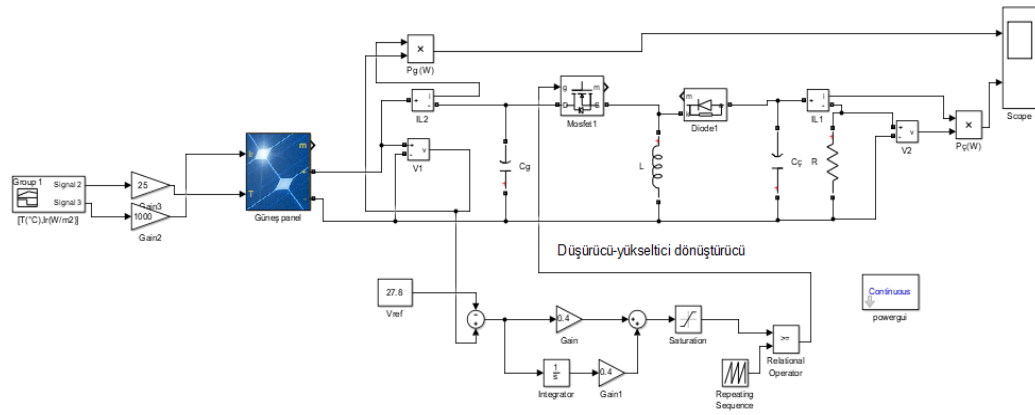 Pg (W)
Scope
g
m
D
S
Mosfet1
m
Diode1
i
+
-
IL2
i
+
-
IL1
Pç(W)
+
-
v
V2
+
-
v
V1
Cg
L
Cç
R
m
+
-
Güneş panel
Group 1
Signal 2
Signal 3
[T(°C),Ir(W/m2)]
25
Gain3
1000
Gain2
Düşürücü-yükseltici dönüştürücü
27.8
Vref
0.4
Gain
1
s
Integrator
0.4
Gain1
Saturation
>=
Relational
Operator
Repeating
Sequence
Continuous
powergui